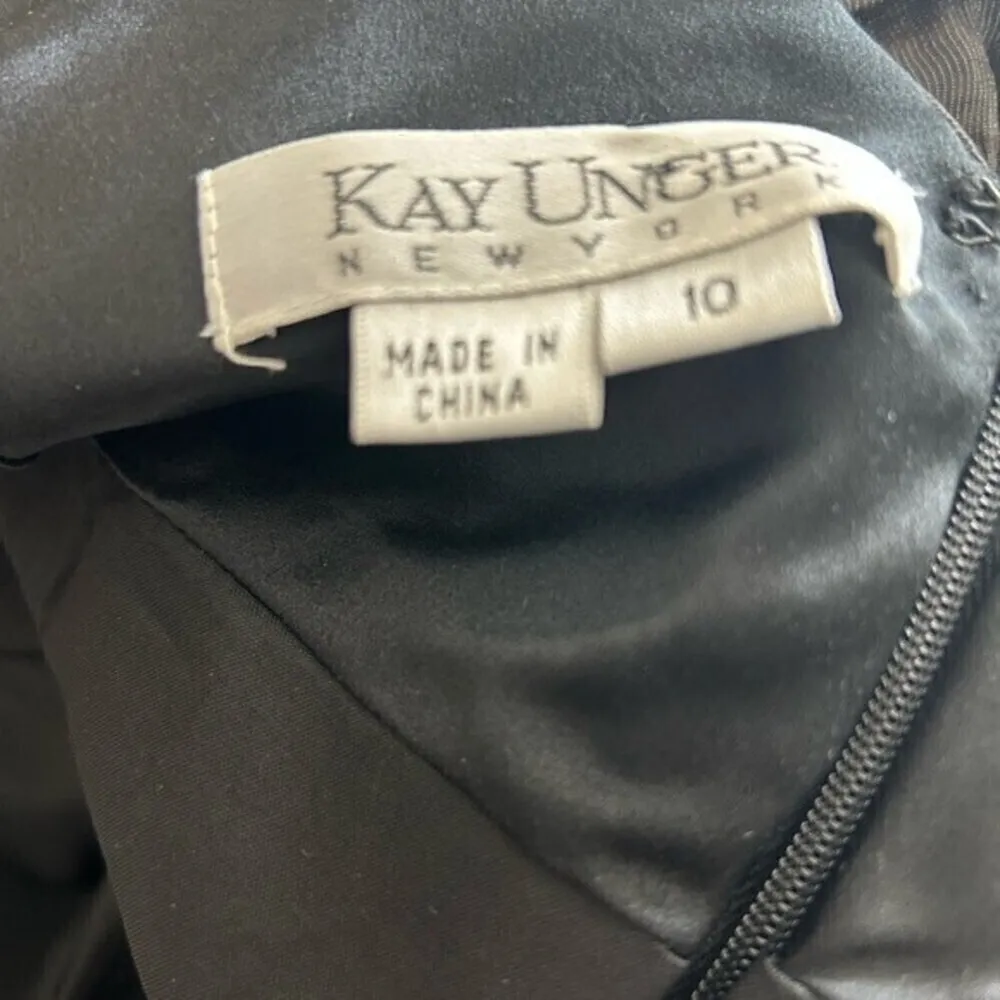 KAY UNGER
NEW YORK
10
MADE IN
CHINA